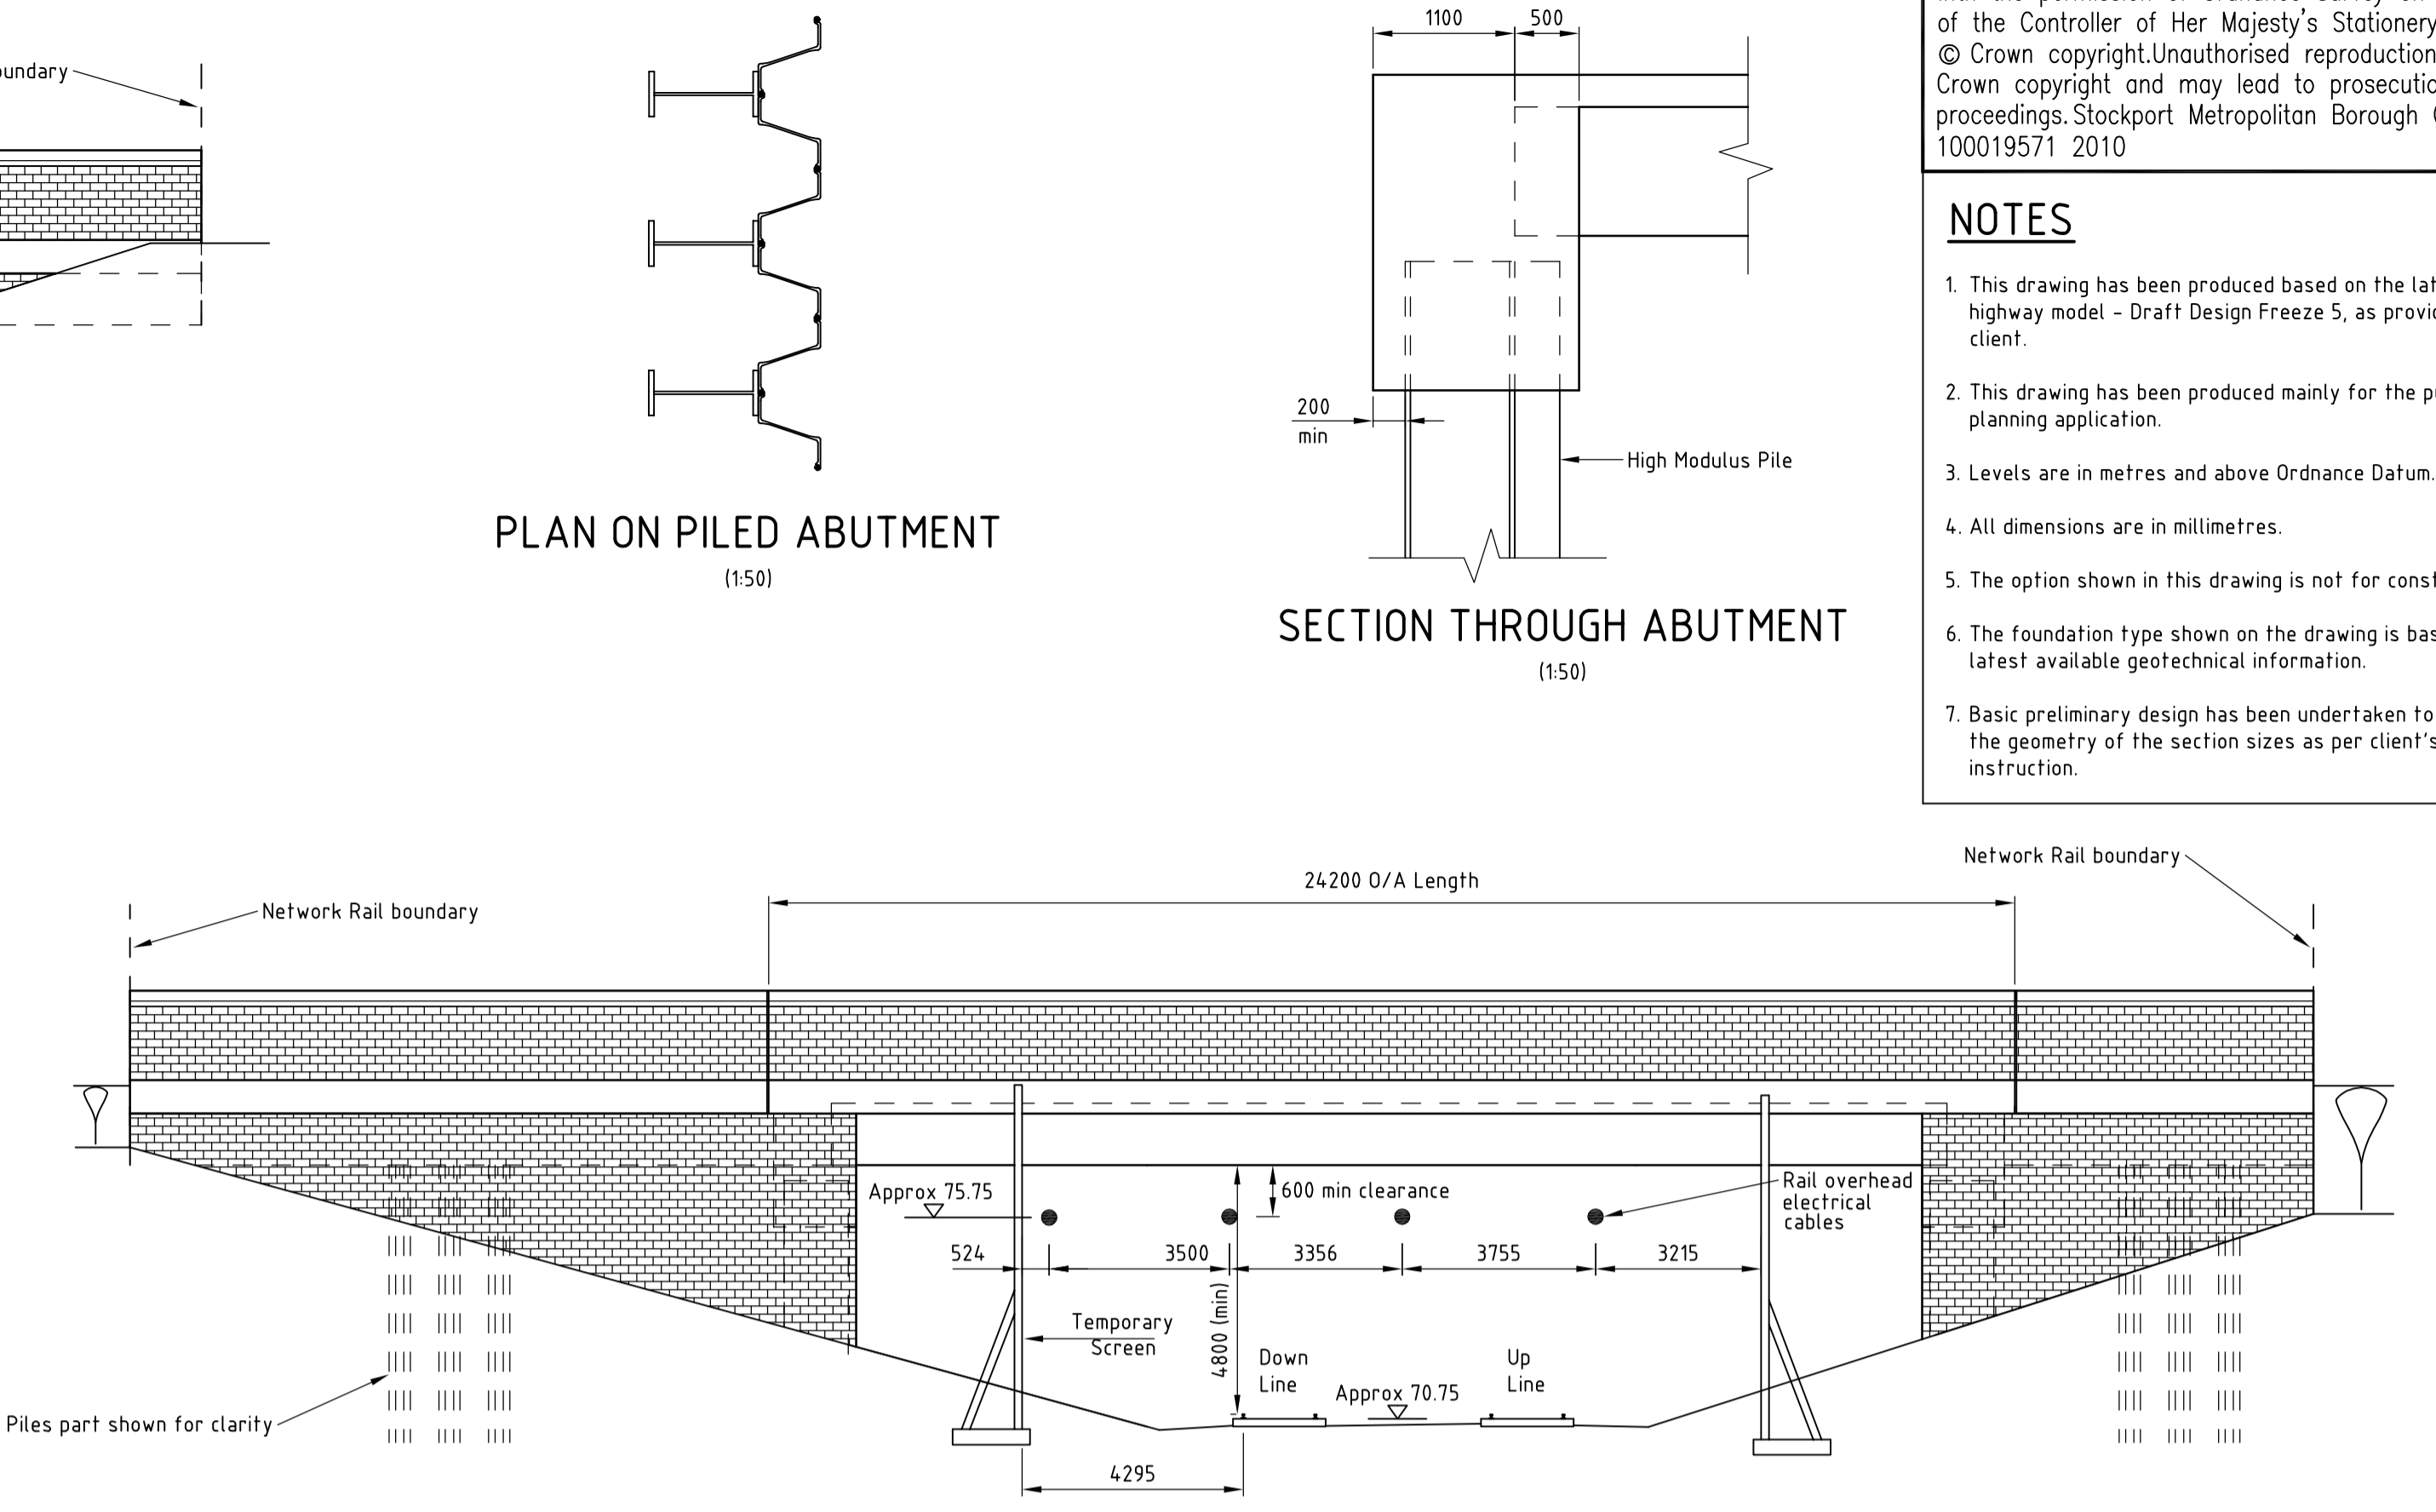 1100
500
200
min
High Modulus Pile
PLAN ON PILED ABUTMENT
(1:50)
SECTION THROUGH ABUTMENT
(1:50)
of the Controller of Her Majesty's Stationery
© Crown copyright.Unauthorised reproduction
Crown copyright and may lead to
proceedings. Stockport Metropolitan Borough
100019571 2010
NOTES
1. This drawing has been produced based on the
highway model - Draft Design Freeze 5, as
client.
2. This drawing has been produced mainly for the
planning application.
3. Levels are in metres and above Ordnance Datum.
4. All dimensions are in millimetres.
5. The option shown in this drawing is not for
6. The foundation type shown on the drawing is
latest available geotechnical information.
7. Basic preliminary design has been undertaken to
the geometry of the section sizes as per client's
instruction.
Network Rail boundary
24200 O/A Length
Network Rail boundary
Approx 75.75
600 min clearance
Rail overhead
electrical
cables
524
3500
3356
3755
3215
4800 (min)
Temporary
Screen
Down
Line
Up
Line
Approx 70.75
Piles part shown for clarity
4295